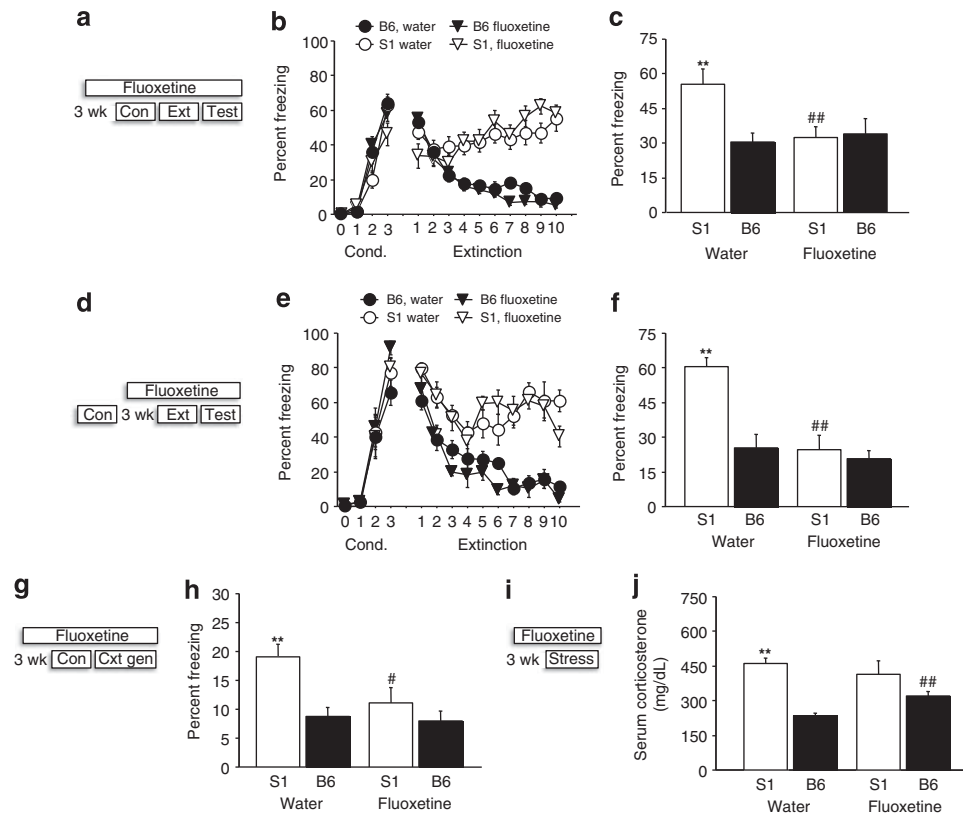 a
Fluoxetine
3 wk Con Ext Test
b
B6, water B6 fluoxetine
S1 water S1, fluoxetine
Percent freezing
100
80
60
40
20
0
0 1 2 3 1 2 3 4 5 6 7 8 9 10
Cond. Extinction
c
Percent freezing
75
60
45
30
15
0
**
##
S1 B6 S1 B6
Water Fluoxetine
d
Fluoxetine
Con 3 wk Ext Test
e
B6, water B6 fluoxetine
S1 water S1, fluoxetine
Percent freezing
100
80
60
40
20
0
0 1 2 3 1 2 3 4 5 6 7 8 9 10
Cond. Extinction
f
Percent freezing
75
60
45
30
15
0
**
##
S1 B6 S1 B6
Water Fluoxetine
g
Fluoxetine
3 wk Con Cxt gen
h
Percent freezing
30
25
20
15
10
5
0
**
#
S1 B6 S1 B6
Water Fluoxetine
i
Fluoxetine
3 wk Stress
j
Serum corticosterone
(mg/dL)
750
600
450
300
150
0
**
##
S1 B6 S1 B6
Water Fluoxetine